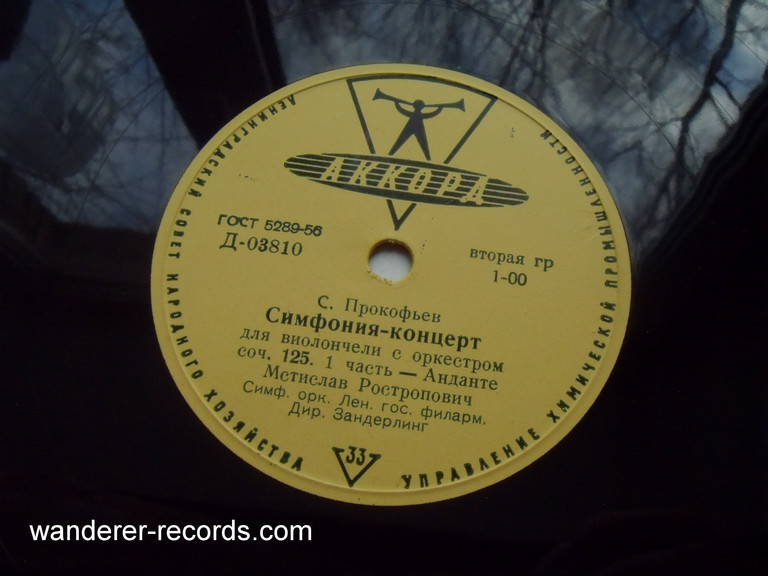 ЛЕНИНГРАДСКИЙ СОВЕТ НАРОДНОГО ХОЗЯЙСТВА
УПРАВЛЕНИЕ ХИМИЧЕСКОЙ ПРОМЫШЛЕННОСТИ
АККОРД
ГОСТ 5289-56
Д-03810
вторая гр
1-00
С. Прокофьев
Симфония-концерт
для виолончели с оркестром
соч. 125. 1 часть — Анданте
Мстислав Ростропович
Симф. орк. Лен. гос. филарм.
Дир. Зандерлинг
33
wanderer-records.com